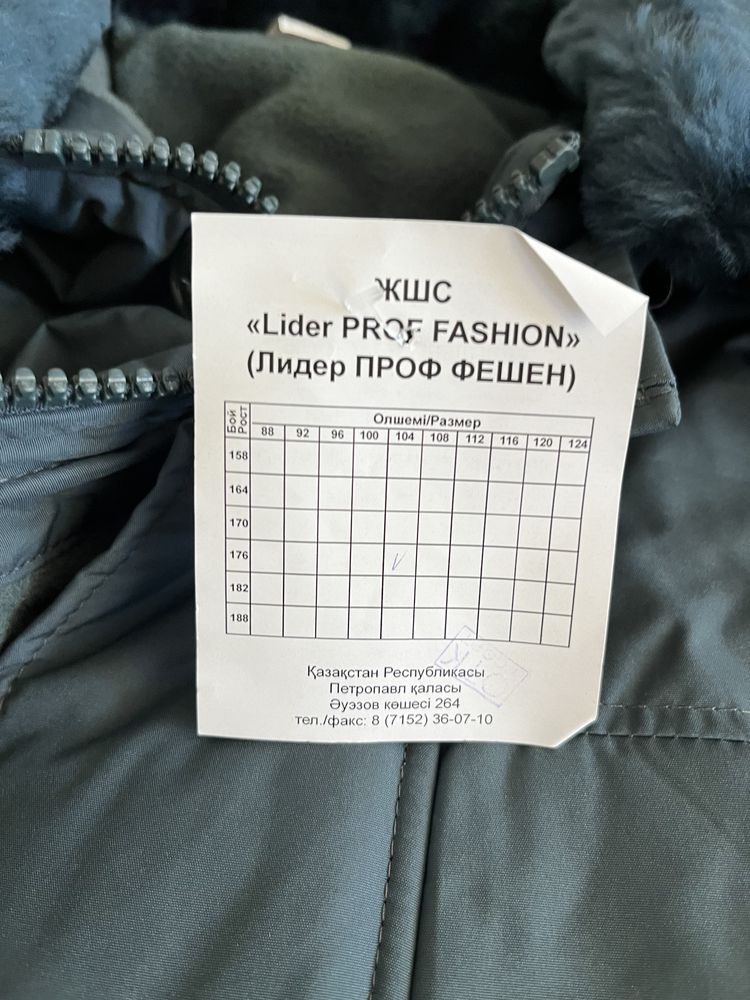 ЖШС
«Lider PROF FASHION»
(Лидер ПРОФ ФЕШЕН)
Бой
Рост
Олшемі/Размер
88 92 96 100 104 108 112 116 120 124
158
164
170
176 V
182
188
Қазақстан Республикасы
Петропавл қаласы
Әуэзов көшесі 264
тел./факс: 8 (7152) 36-07-10